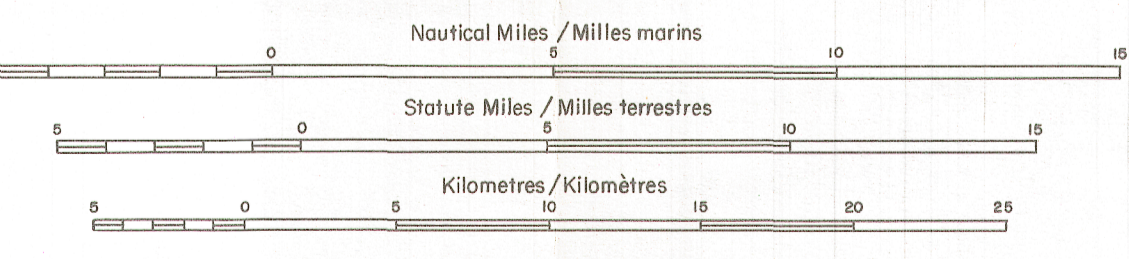 Nautical Miles / Milles marins
0 5 10 15
Statute Miles / Milles terrestres
5 0 5 10 15
Kilometres / Kilomètres
5 0 5 10 15 20 25